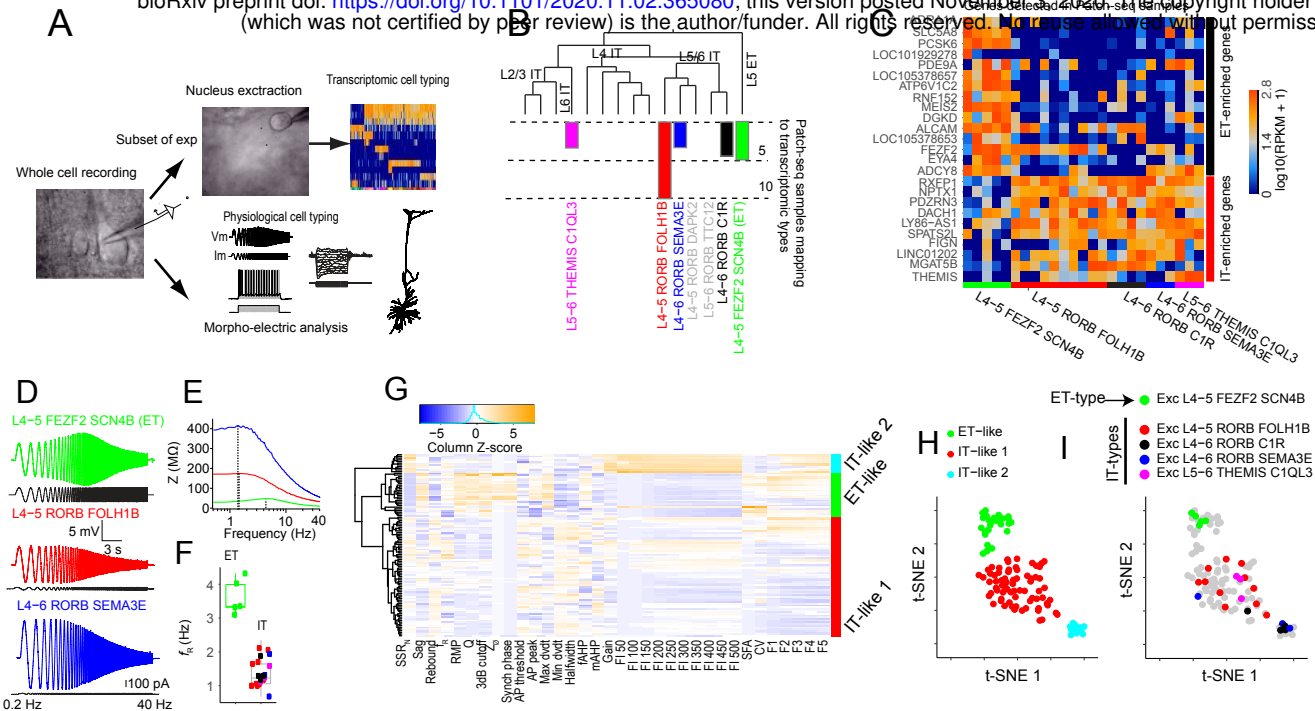 bioRxiv preprint doi: https://doi.org/10.1101/2020.11.02.365080; this version posted November 3, 2020. The copyright holder
(which was not certified by peer review) is the author/funder. All rights reserved. No reuse allowed without permiss
A
Nucleus exctraction
Transcriptomic cell typing
Subset of exp
Whole cell recording
Physiological cell typing
Vm
Im
Morpho-electric analysis
B
L2/3 IT
L6 IT
L4 IT
L5/6 IT
L5 ET
5
10
Patch-seq samples mapping
to transcriptomic types
L5−6 THEMIS C1QL3
L4−5 RORB FOLH1B
L4−6 RORB SEMA3E
L4−5 RORB DAPK2
L5−6 RORB TTC12
L4−6 RORB C1R
L4−5 FEZF2 SCN4B (ET)
C
Genes detected in Patch−seq samples
ADRA1A
SLC5A8
PCSK6
LOC101929278
PDE9A
LOC105378657
ATP6V1C2
RNF152
MEIS2
DGKD
ALCAM
LOC105378653
FEZF2
EYA4
ADCY8
RXFP1
NPTX1
PDZRN3
DACH1
LY86−AS1
SPATS2L
FIGN
LINC01202
MGAT5B
THEMIS
ET-enriched genes
IT-enriched genes
0
2.8
log10(RPKM + 1)
L4−5 FEZF2 SCN4B
L4−5 RORB FOLH1B
L4−6 RORB C1R
L4−6 RORB SEMA3E
L5−6 THEMIS C1QL3
D
L4−5 FEZF2 SCN4B (ET)
L4−5 RORB FOLH1B
5 mV
3 s
L4−6 RORB SEMA3E
100 pA
0.2 Hz
40 Hz
E
Z (MΩ)
400
300
200
100
0
1
10
40
Frequency (Hz)
F
ET
IT
fR (Hz)
4
3
2
1
G
−5
0
5
Column Z−score
IT-like 2
ET-like
IT-like 1
SSR
RN
Sag
Rebound
fR
RMP
Q
3dB cutoff
Synch phase
AP threshold
AP peak
Max dvdt
Min dvdt
Halfwidth
fAHP
mAHP
Gain
FI 50
FI 100
FI 150
FI 200
FI 250
FI 300
FI 350
FI 400
FI 450
FI 500
SFA
CV
F1
F2
F3
F4
F5
H
ET−like
IT−like 1
IT−like 2
t-SNE 2
t-SNE 1
I
ET-type
Exc L4−5 FEZF2 SCN4B
IT-types
Exc L4−5 RORB FOLH1B
Exc L4−6 RORB C1R
Exc L4−6 RORB SEMA3E
Exc L5−6 THEMIS C1QL3
t-SNE 2
t-SNE 1